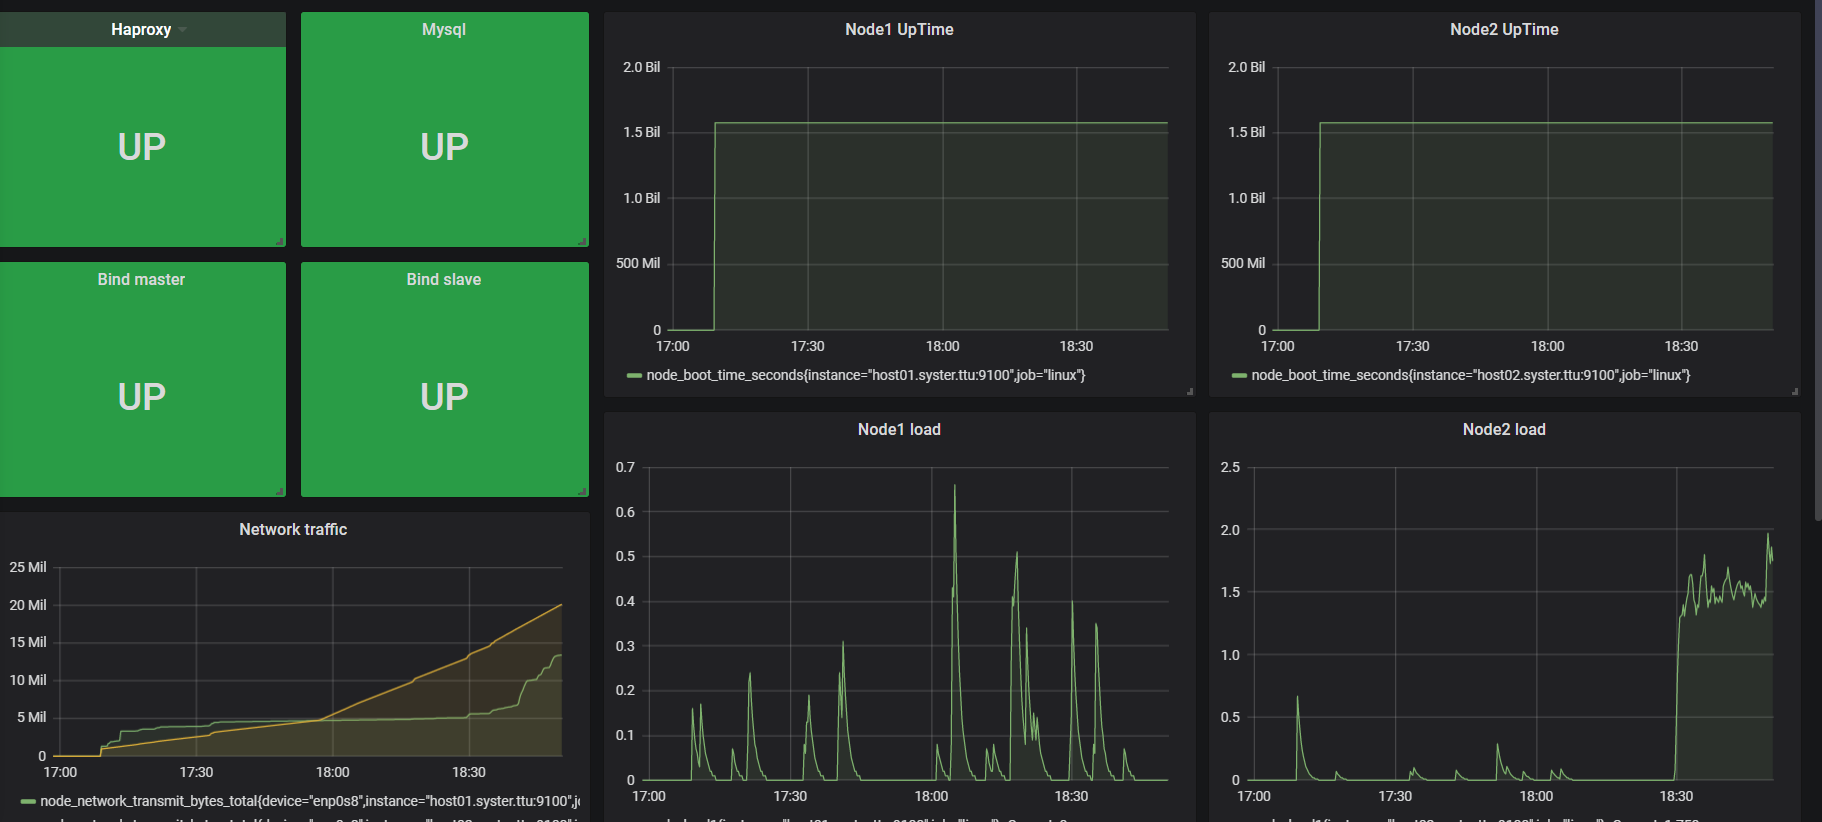 Haproxy
UP
Mysql
UP
Bind master
UP
Bind slave
UP
Node1 UpTime
2.0 Bil
1.5 Bil
1.0 Bil
500 Mil
0
17:00 17:30 18:00 18:30
node_boot_time_seconds{instance="host01.syster.ttu:9100",job="linux"}
Node2 UpTime
2.0 Bil
1.5 Bil
1.0 Bil
500 Mil
0
17:00 17:30 18:00 18:30
node_boot_time_seconds{instance="host02.syster.ttu:9100",job="linux"}
Network traffic
25 Mil
20 Mil
15 Mil
10 Mil
5 Mil
0
17:00 17:30 18:00 18:30
node_network_transmit_bytes_total{device="enp0s8",instance="host01.syster.ttu:9100",j
Node1 load
0.7
0.6
0.5
0.4
0.3
0.2
0.1
0
17:00 17:30 18:00 18:30
Node2 load
2.5
2.0
1.5
1.0
0.5
0
17:00 17:30 18:00 18:30